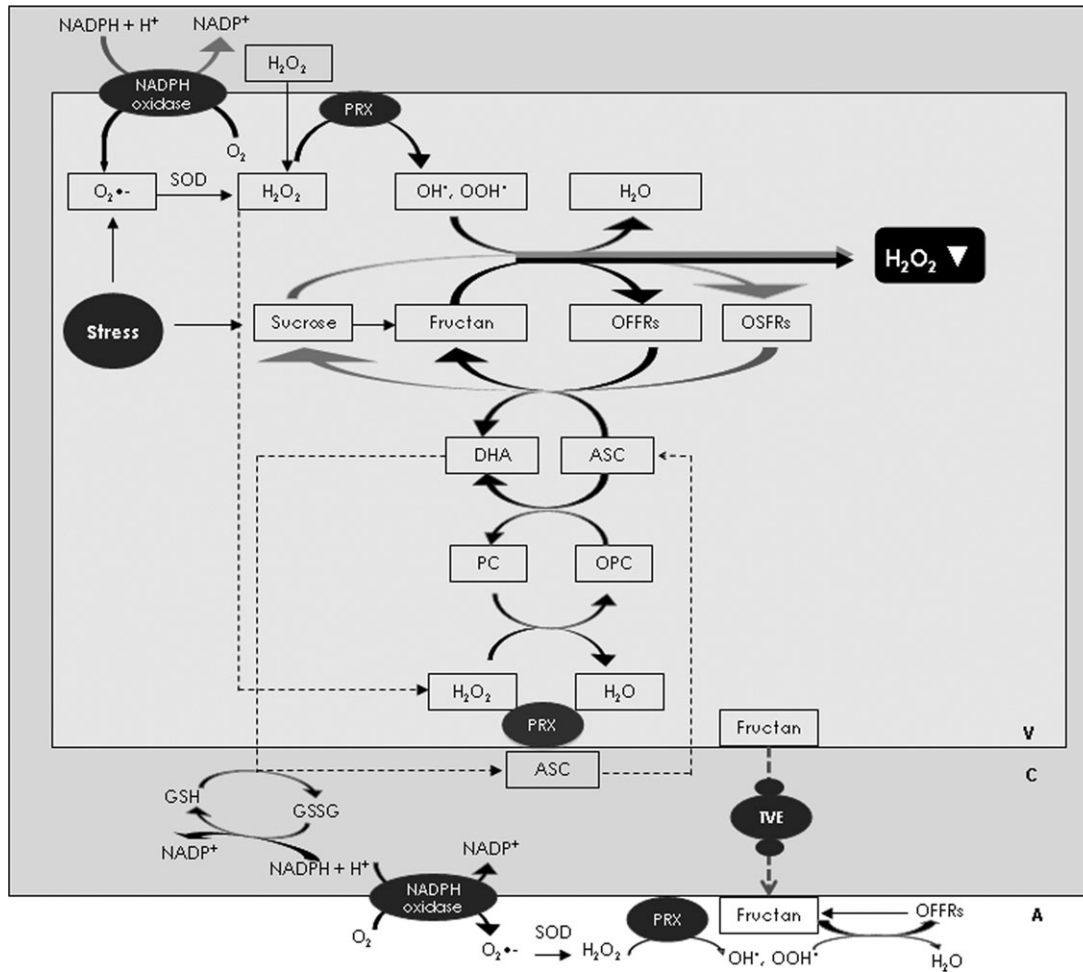 NADPH + H⁺
NADP⁺
H₂O₂
NADPH
oxidase
PRX
O₂
O₂•-
SOD
H₂O₂
OH•, OOH•
H₂O
H₂O₂ ▼
Stress
Sucrose
Fructan
OFFRs
OSFRs
DHA
ASC
PC
OPC
H₂O₂
H₂O
PRX
Fructan
V
ASC
C
GSH
GSSG
TVE
NADP⁺
NADPH + H⁺
NADP⁺
NADPH
oxidase
PRX
Fructan
OFFRs
A
O₂
O₂•-
SOD
H₂O₂
OH•, OOH•
H₂O